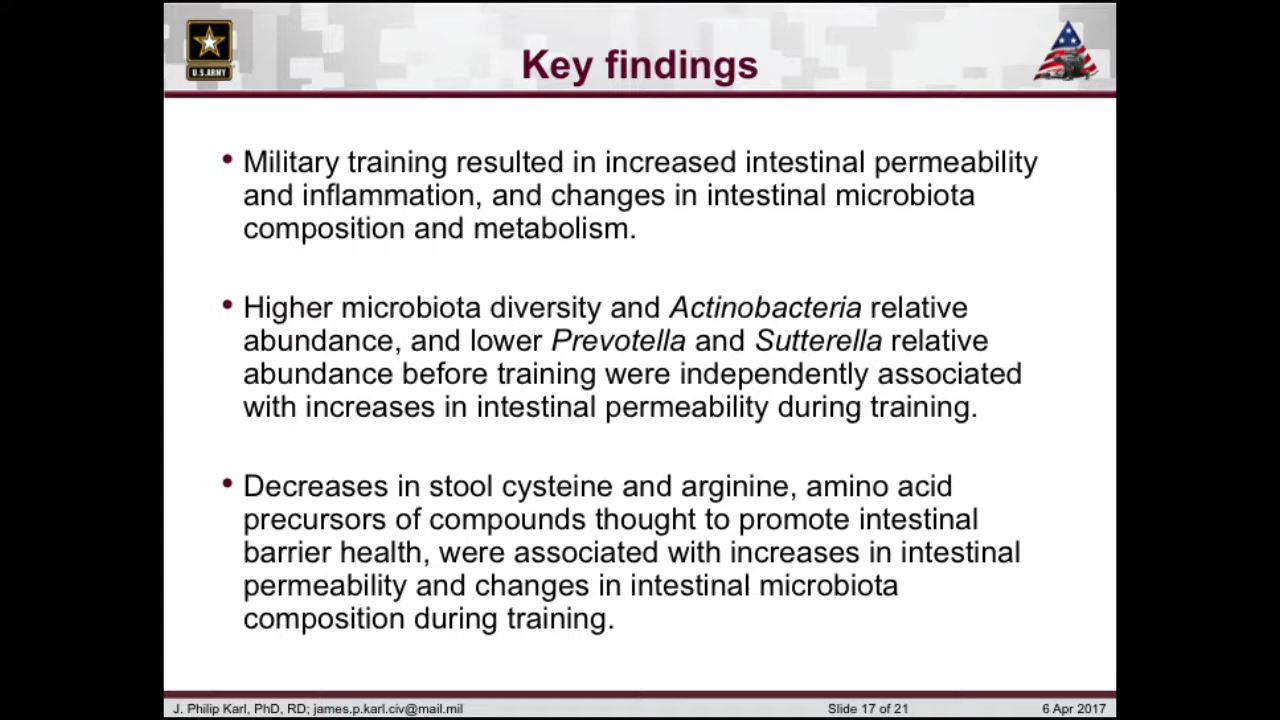 U.S.ARMY
Key findings
• Military training resulted in increased intestinal permeability
and inflammation, and changes in intestinal microbiota
composition and metabolism.
• Higher microbiota diversity and Actinobacteria relative
abundance, and lower Prevotella and Sutterella relative
abundance before training were independently associated
with increases in intestinal permeability during training.
• Decreases in stool cysteine and arginine, amino acid
precursors of compounds thought to promote intestinal
barrier health, were associated with increases in intestinal
permeability and changes in intestinal microbiota
composition during training.
J. Philip Karl, PhD, RD; james.p.karl.civ@mail.mil
Slide 17 of 21
6 Apr 2017